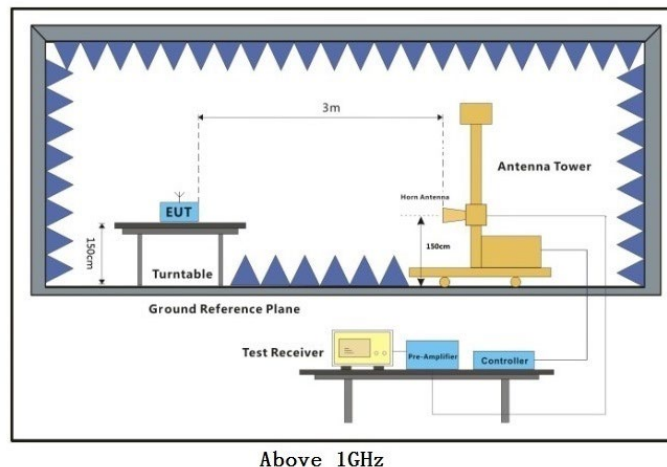 3m
Antenna Tower
Horn Antenna
EUT
150cm
150cm
Turntable
Ground Reference Plane
Test Receiver
Pre-Amplifier
Controller
Above 1GHz